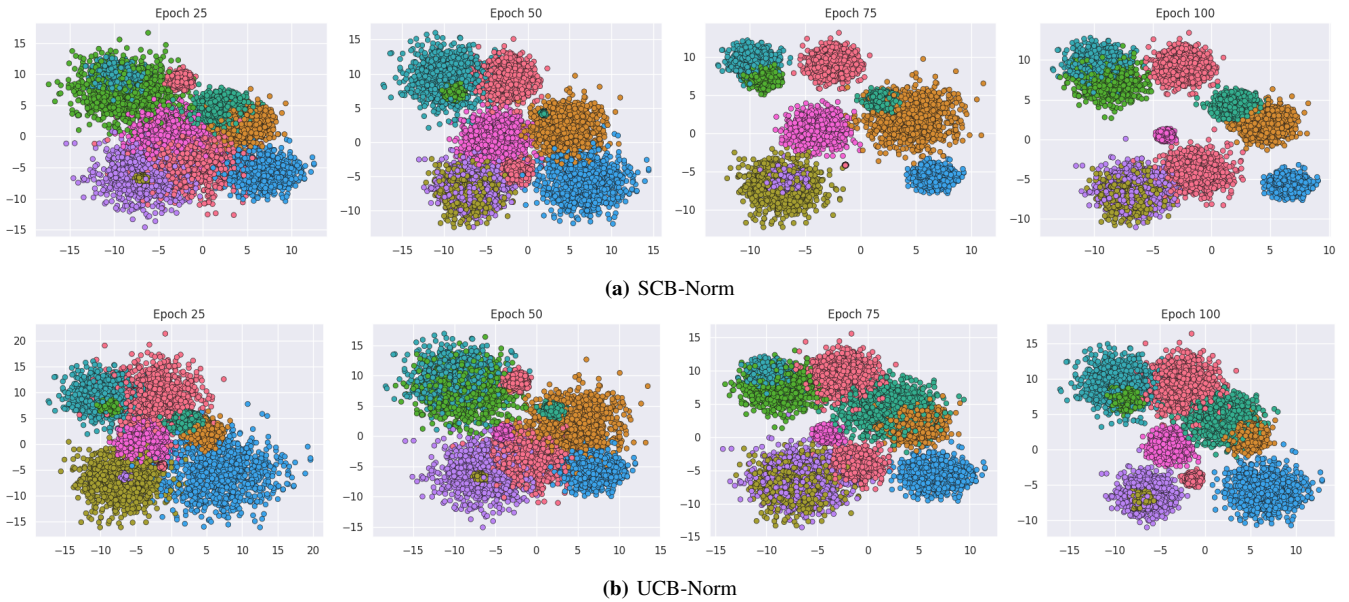 Epoch 25 Epoch 50 Epoch 75 Epoch 100
15 10 5 0 −5 −10 −15
15 10 5 0 −5 −10
10 5 0 −5 −10
10 5 0 −5 −10
−15 −10 −5 0 5 10
−10 −5 0 5 10 15
−10 −5 0 5 10
−10 −5 0 5 10
(a) SCB-Norm
Epoch 25 Epoch 50 Epoch 75 Epoch 100
20 15 10 5 0 −5 −10 −15
15 10 5 0 −5 −10 −15
15 10 5 0 −5 −10 −15
15 10 5 0 −5 −10
−15 −10 −5 0 5 10 15 20
−15 −10 −5 0 5 10 15
−15 −10 −5 0 5 10
−15 −10 −5 0 5 10
(b) UCB-Norm